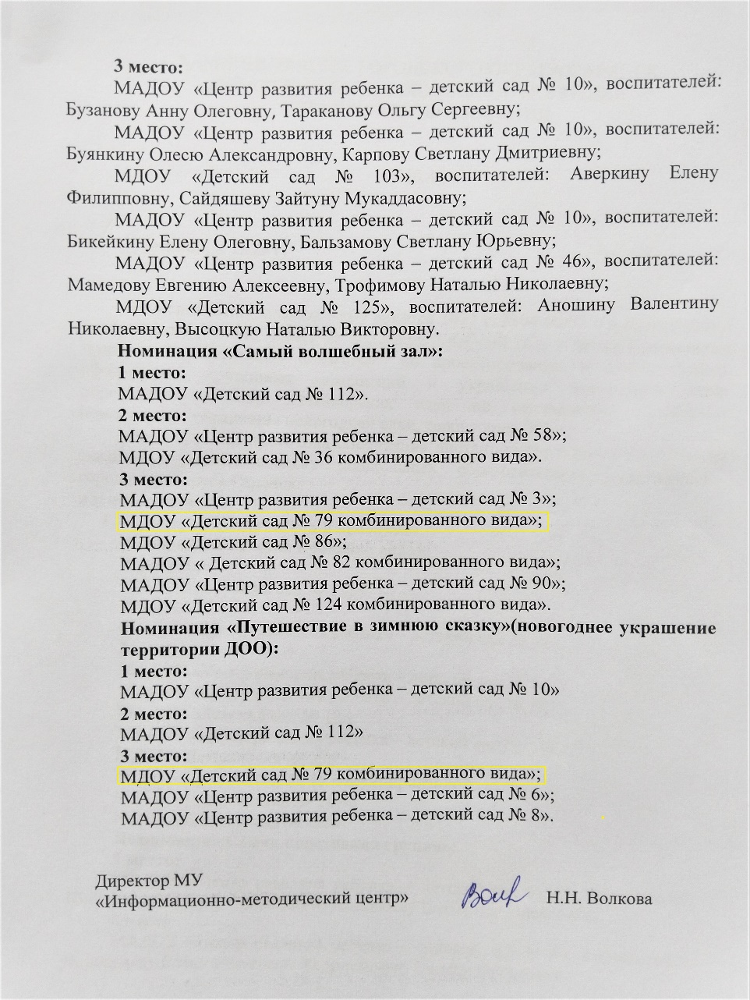 3 место:
МАДОУ «Центр развития ребенка – детский сад № 10», воспитателей:
Бузанову Анну Олеговну, Тараканову Ольгу Сергеевну;
МАДОУ «Центр развития ребенка – детский сад № 10», воспитателей:
Буянкину Олесю Александровну, Карпову Светлану Дмитриевну;
МДОУ «Детский сад № 103», воспитателей: Аверкину Елену
Филипповну, Сайдяшеву Зайтуну Мукаддасовну;
МАДОУ «Центр развития ребенка – детский сад № 10», воспитателей:
Бикейкину Елену Олеговну, Бальзамову Светлану Юрьевну;
МАДОУ «Центр развития ребенка – детский сад № 46», воспитателей:
Мамедову Евгению Алексеевну, Трофимову Наталью Николаевну;
МДОУ «Детский сад № 125», воспитателей: Аношину Валентину
Николаевну, Высоцкую Наталью Викторовну.
Номинация «Самый волшебный зал»:
1 место:
МАДОУ «Детский сад № 112».
2 место:
МАДОУ «Центр развития ребенка – детский сад № 58»;
МДОУ «Детский сад № 36 комбинированного вида».
3 место:
МАДОУ «Центр развития ребенка – детский сад № 3»;
МДОУ «Детский сад № 79 комбинированного вида»;
МДОУ «Детский сад № 86»;
МАДОУ « Детский сад № 82 комбинированного вида»;
МАДОУ «Центр развития ребенка – детский сад № 90»;
МДОУ «Детский сад № 124 комбинированного вида».
Номинация «Путешествие в зимнюю сказку»(новогоднее украшение
территории ДОО):
1 место:
МАДОУ «Центр развития ребенка – детский сад № 10»
2 место:
МАДОУ «Детский сад № 112»
3 место:
МДОУ «Детский сад № 79 комбинированного вида»;
МАДОУ «Центр развития ребенка – детский сад № 6»;
МАДОУ «Центр развития ребенка – детский сад № 8».
Директор МУ
«Информационно-методический центр» Н.Н. Волкова